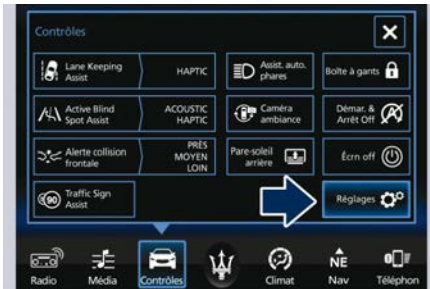 Contrôles
Lane Keeping
Assist
HAPTIC
Assist. auto.
phares
Boîte à gants
Active Blind
Spot Assist
ACOUSTIC
HAPTIC
Caméra
ambiance
Démar. &
Arrêt Off
Alerte collision
frontale
PRÈS
MOYEN
LOIN
Pare-soleil
arrière
Écrn off
90
Traffic Sign
Assist
Réglages
Radio
Média
Contrôles
Climat
NÊ
Nav
Téléphon